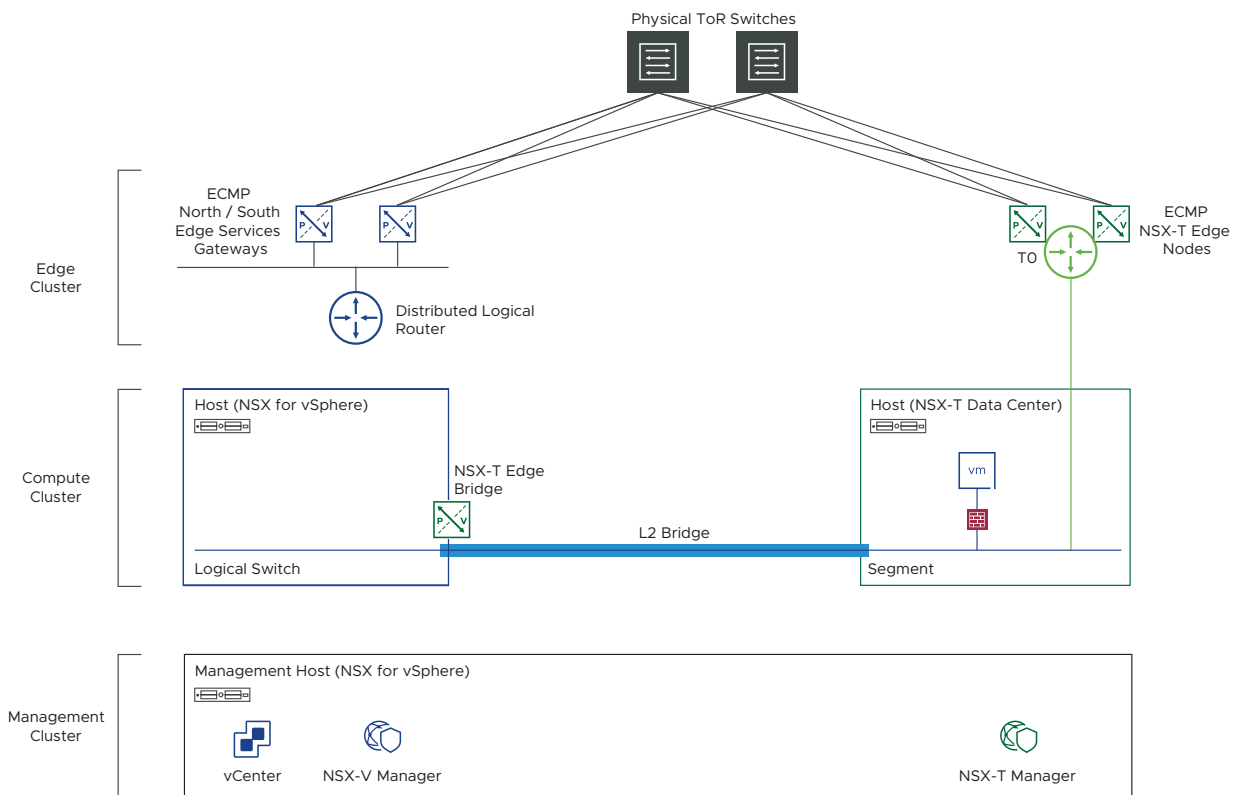 Physical ToR Switches
ECMP
North / South
Edge Services
Gateways
P
V
P
V
P
V
P
V
ECMP
NSX-T Edge
Nodes
T0
Edge
Cluster
Distributed Logical
Router
Host (NSX for vSphere)
Host (NSX-T Data Center)
Compute
Cluster
NSX-T Edge
Bridge
vm
P
V
L2 Bridge
Logical Switch
Segment
Management Host (NSX for vSphere)
Management
Cluster
vCenter
NSX-V Manager
NSX-T Manager